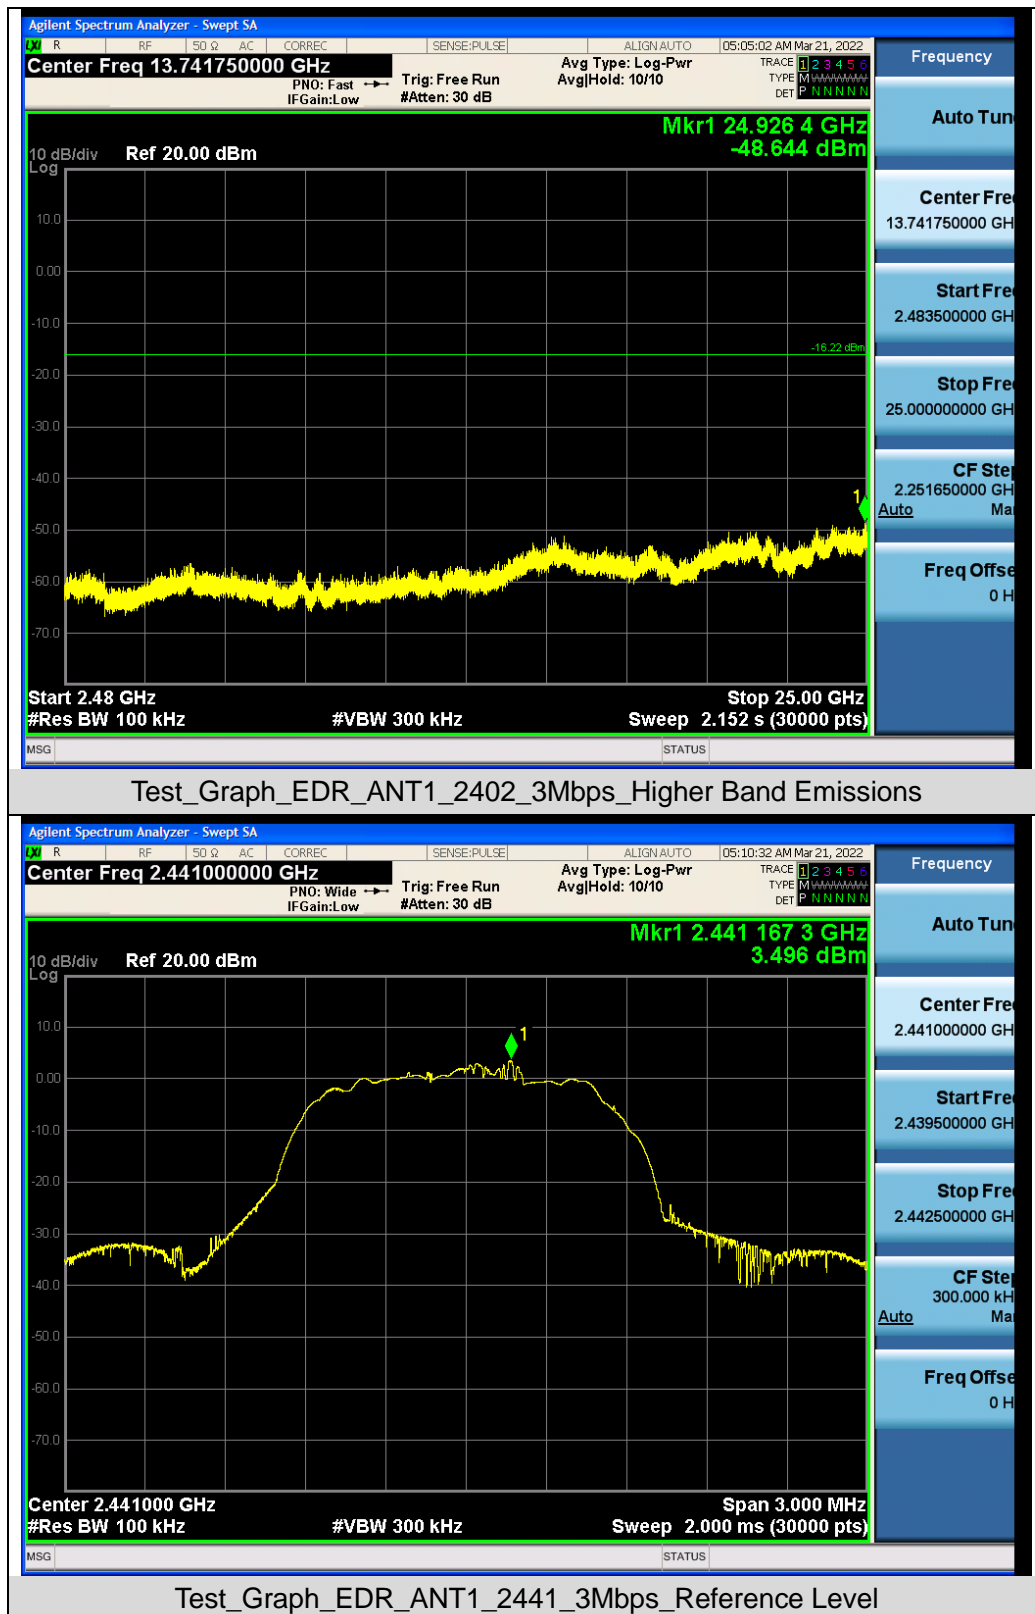 Agilent Spectrum Analyzer - Swept SA
LXI R RF 50 Ω AC CORREC SENSE:PULSE ALIGN AUTO 05:05:02 AM Mar 21, 2022
Center Freq 13.741750000 GHz
PNO: Fast
IFGain:Low
Trig: Free Run
#Atten: 30 dB
Avg Type: Log-Pwr
Avg|Hold: 10/10
TRACE 1 2 3 4 5 6
TYPE M WWWWW
DET P N N N N N
Mkr1 24.926 4 GHz
-48.644 dBm
10 dB/div Ref 20.00 dBm
Log
10.0
0.00
-10.0
-16.22 dBm
-20.0
-30.0
-40.0
1
-50.0
-60.0
-70.0
Start 2.48 GHz Stop 25.00 GHz
#Res BW 100 kHz #VBW 300 kHz Sweep 2.152 s (30000 pts)
MSG STATUS
Frequency
Auto Tun
Center Fre
13.741750000 GH
Start Fre
2.483500000 GH
Stop Fre
25.000000000 GH
CF Ste
2.251650000 GH
Auto Ma
Freq Offse
0 H
Test_Graph_EDR_ANT1_2402_3Mbps_Higher Band Emissions
Agilent Spectrum Analyzer - Swept SA
LXI R RF 50 Ω AC CORREC SENSE:PULSE ALIGN AUTO 05:10:32 AM Mar 21, 2022
Center Freq 2.441000000 GHz
PNO: Wide
IFGain:Low
Trig: Free Run
#Atten: 30 dB
Avg Type: Log-Pwr
Avg|Hold: 10/10
TRACE 1 2 3 4 5 6
TYPE M WWWWW
DET P N N N N N
Mkr1 2.441 167 3 GHz
3.496 dBm
10 dB/div Ref 20.00 dBm
Log
10.0
1
0.00
-10.0
-20.0
-30.0
-40.0
-50.0
-60.0
-70.0
Center 2.441000 GHz Span 3.000 MHz
#Res BW 100 kHz #VBW 300 kHz Sweep 2.000 ms (30000 pts)
MSG STATUS
Frequency
Auto Tun
Center Fre
2.441000000 GH
Start Fre
2.439500000 GH
Stop Fre
2.442500000 GH
CF Ste
300.000 kH
Auto Ma
Freq Offse
0 H
Test_Graph_EDR_ANT1_2441_3Mbps_Reference Level